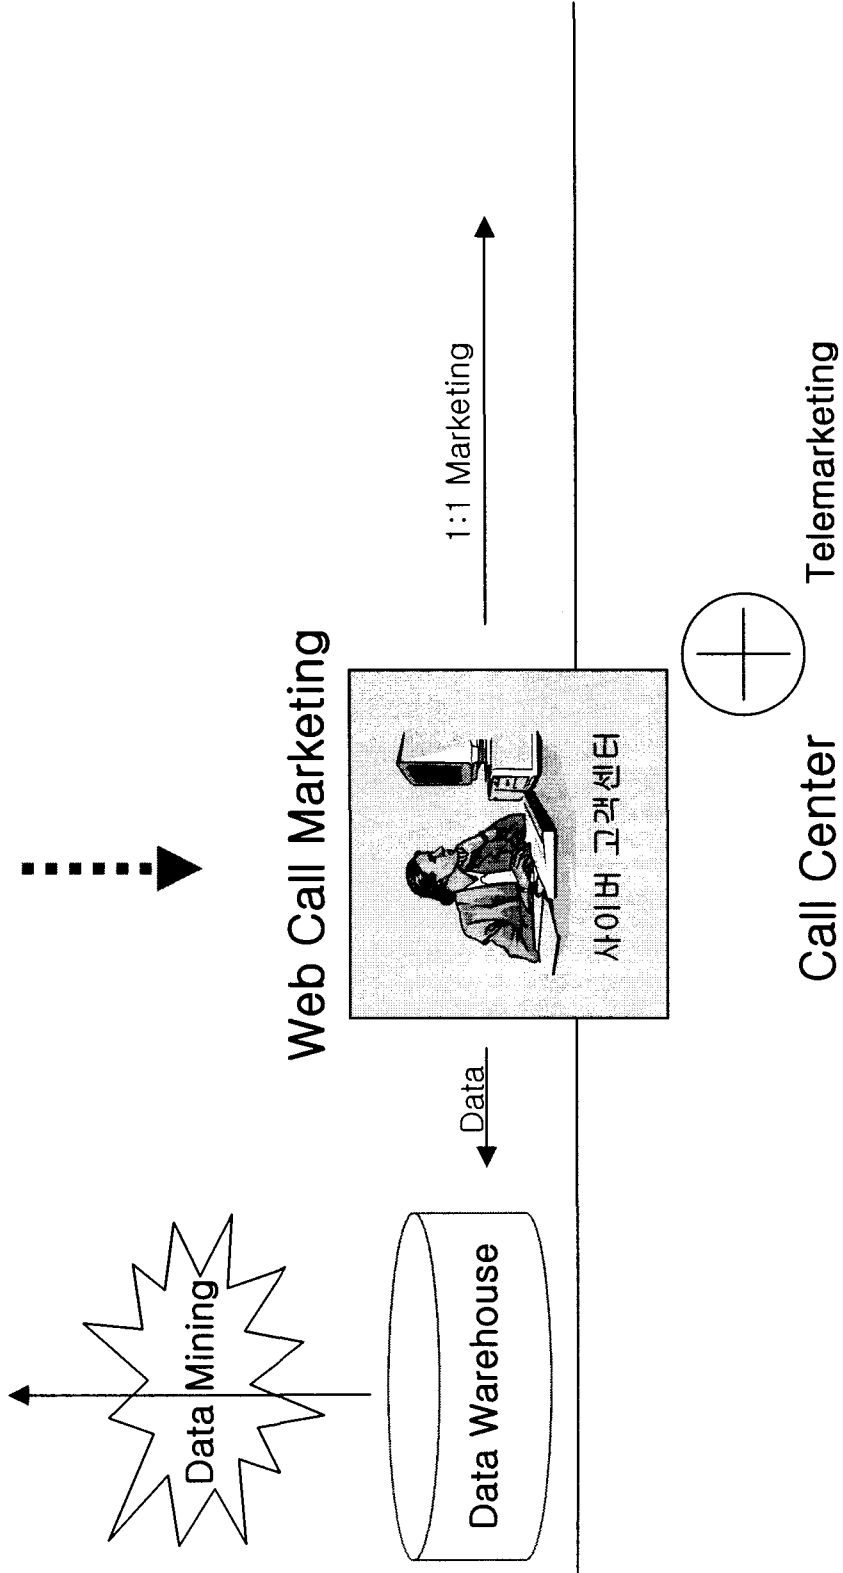 Data Mining
Web Call Marketing
1:1 Marketing
Data
Data Warehouse
사이버 고객센터
Call Center
Telemarketing